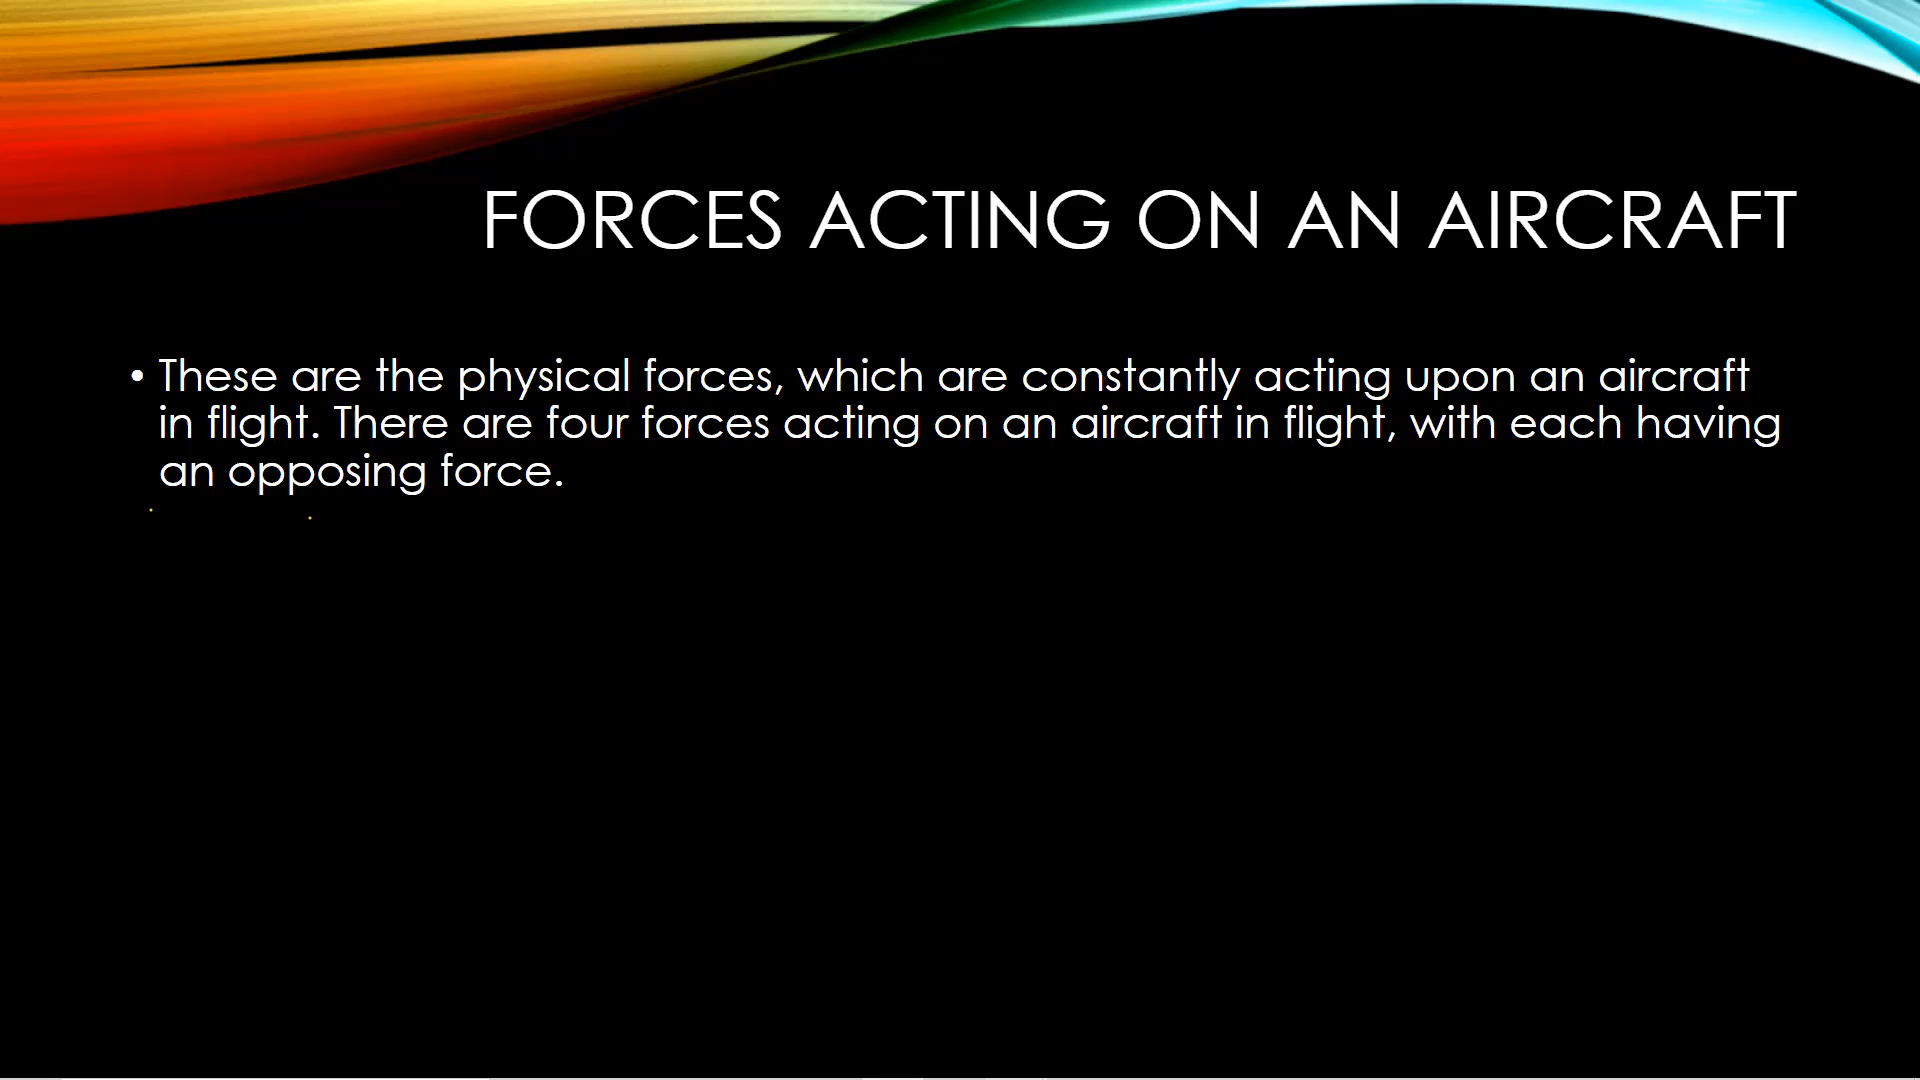 FORCES ACTING ON AN AIRCRAFT
• These are the physical forces, which are constantly acting upon an aircraft
in flight. There are four forces acting on an aircraft in flight, with each having
an opposing force.